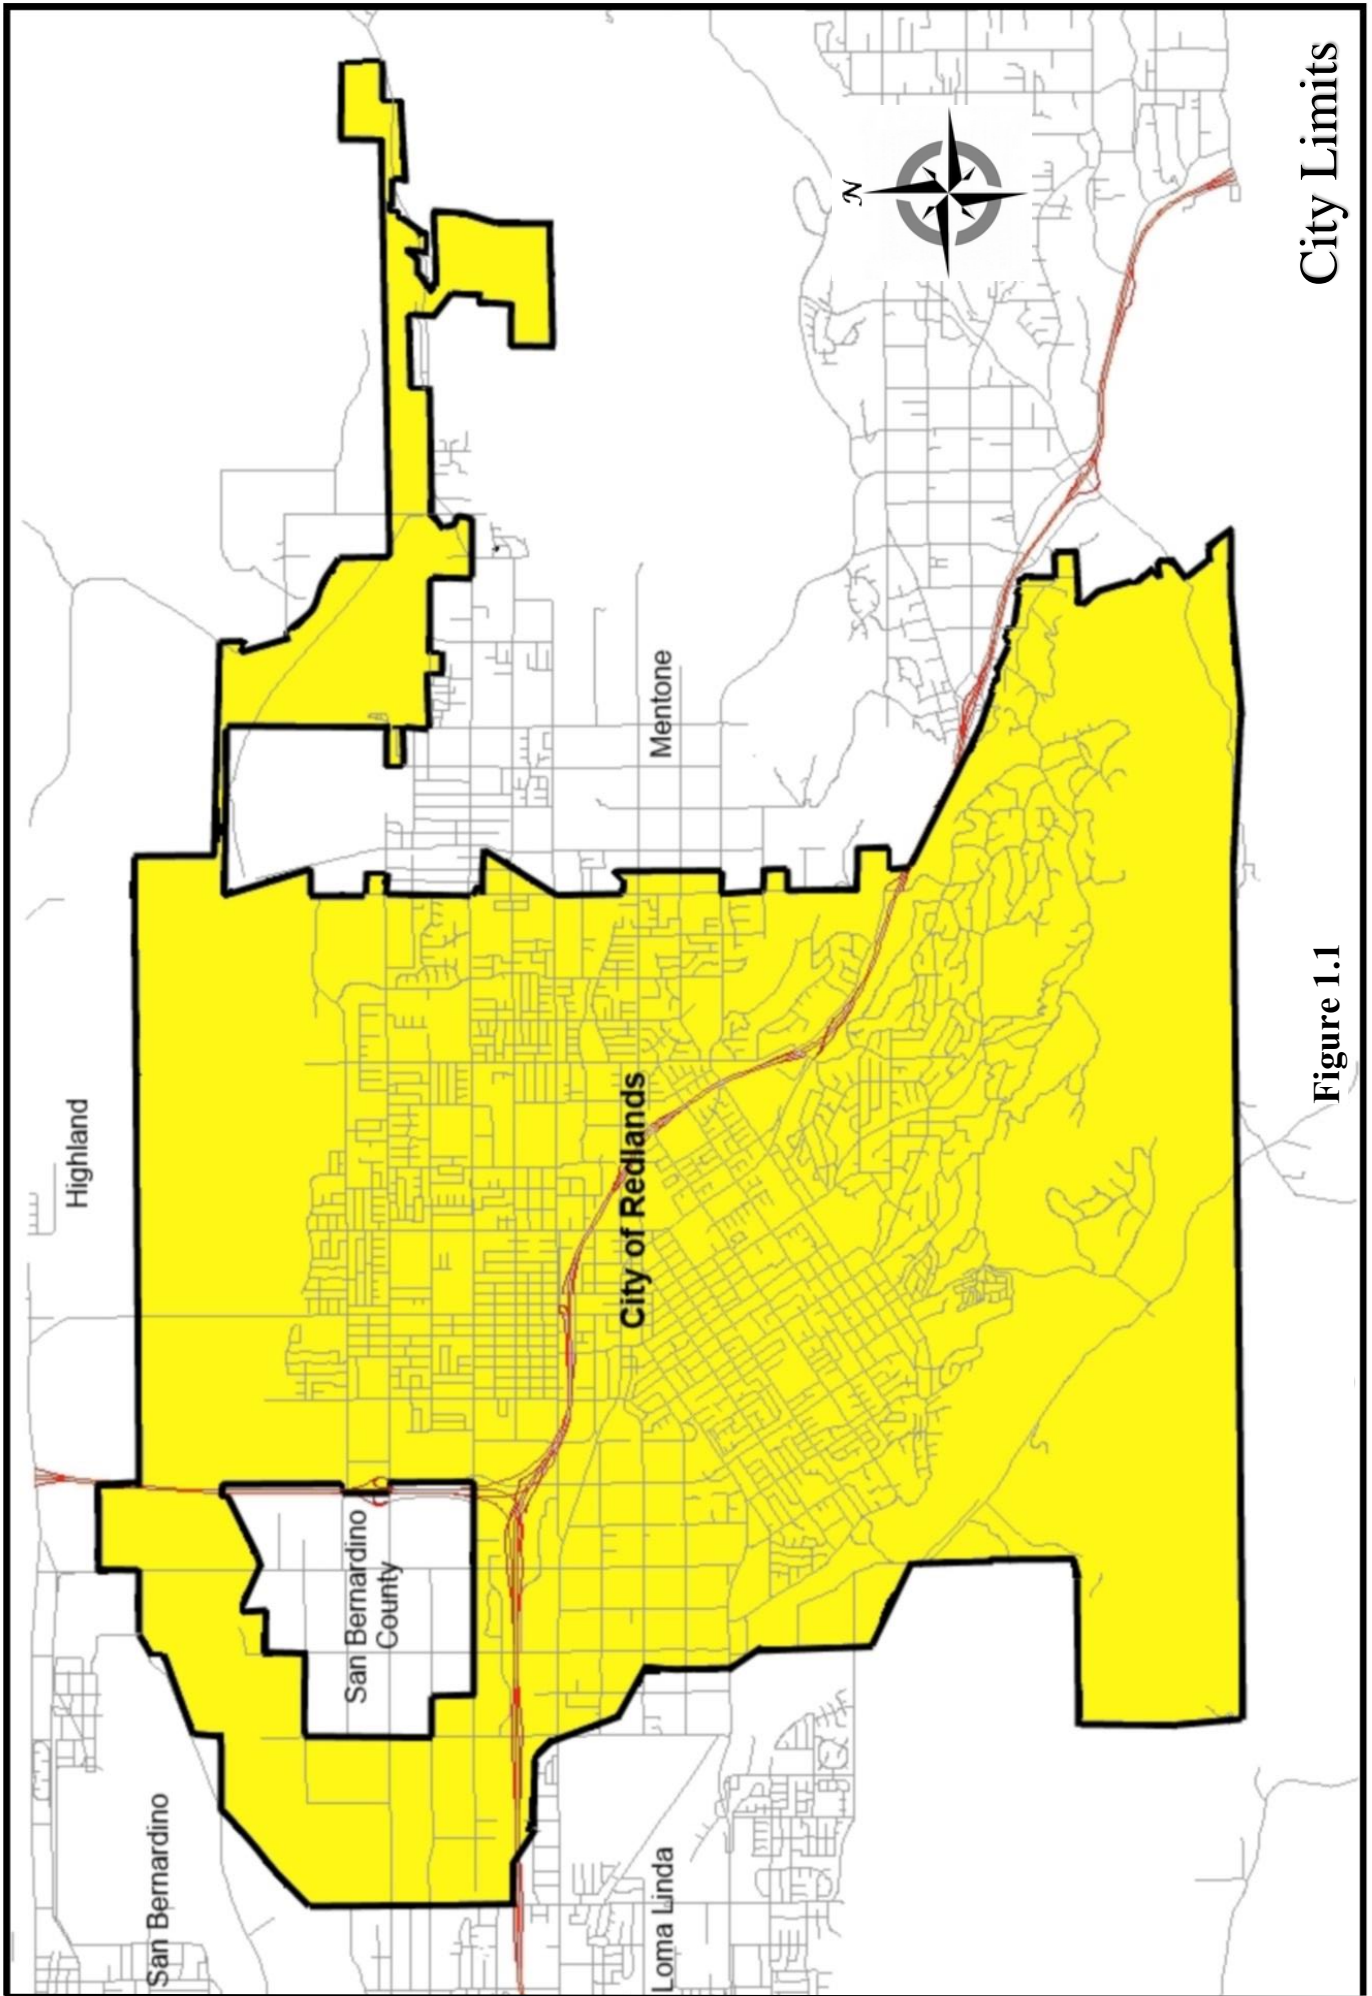 City Limits
N
Highland
San Bernardino
San Bernardino
County
Mentone
City of Redlands
Loma Linda
Figure 1.1